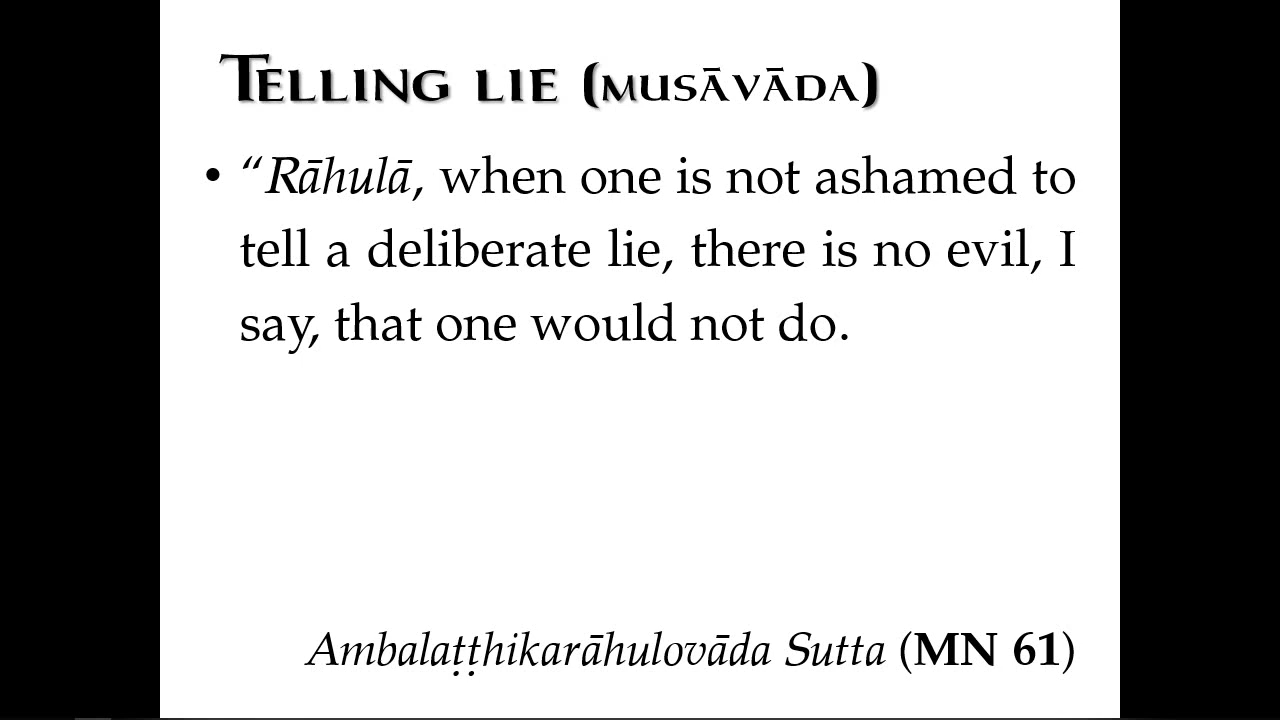 Telling lie (musāvāda)
• “Rāhulā, when one is not ashamed to
tell a deliberate lie, there is no evil, I
say, that one would not do.
Ambalaṭṭhikarāhulovāda Sutta (MN 61)